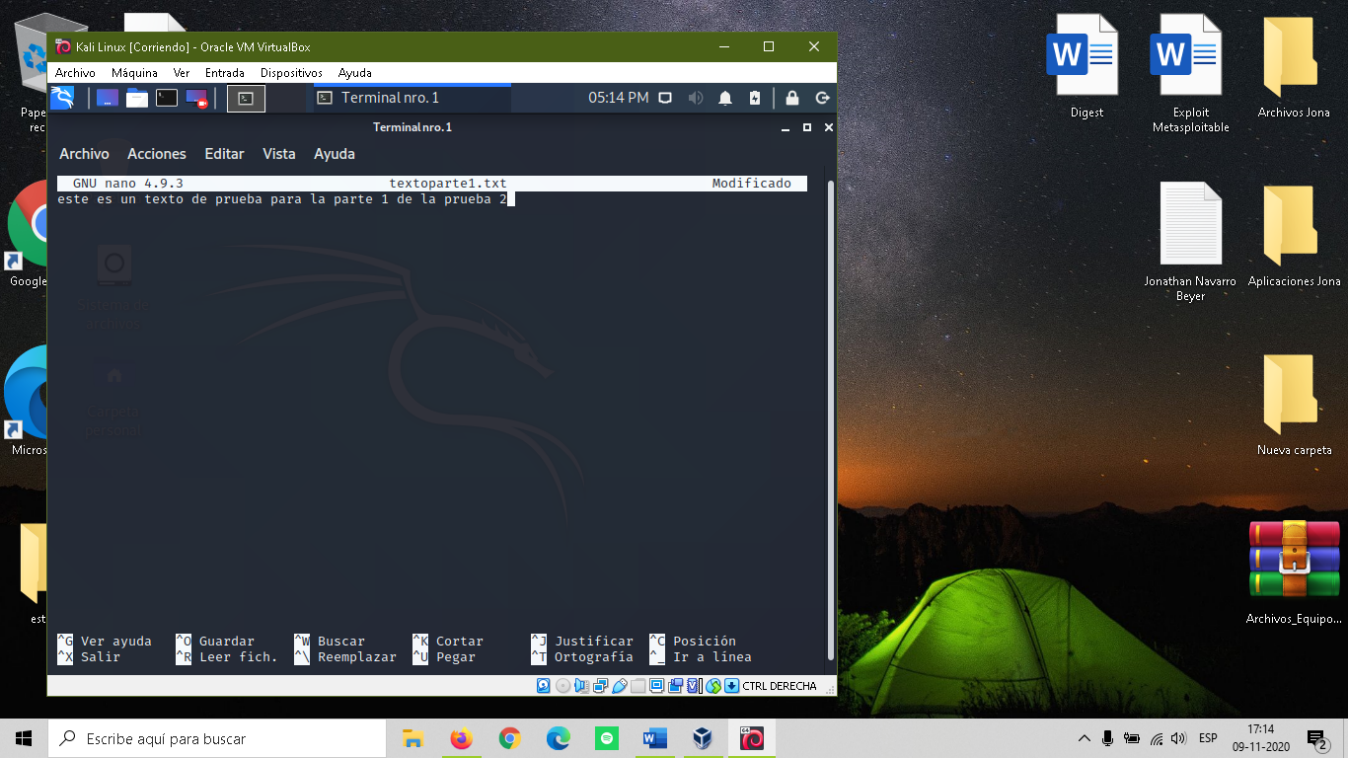 Kali Linux [Corriendo] - Oracle VM VirtualBox
Archivo Máquina Ver Entrada Dispositivos Ayuda
Terminal nro. 1
05:14 PM
Terminal nro. 1
Archivo Acciones Editar Vista Ayuda
GNU nano 4.9.3 textoparte1.txt Modificado
este es un texto de prueba para la parte 1 de la prueba 2
^G Ver ayuda ^O Guardar ^W Buscar ^K Cortar ^J Justificar ^C Posición
^X Salir ^R Leer fich. ^\ Reemplazar ^U Pegar ^T Ortografía ^_ Ir a línea
CTRL DERECHA
Pape
rec
Google
Micros
est
Digest
Exploit
Metasploitable
Archivos Jona
Jonathan Navarro
Beyer
Aplicaciones Jona
Nueva carpeta
Archivos_Equipo...
Escribe aquí para buscar
ESP
17:14
09-11-2020
2